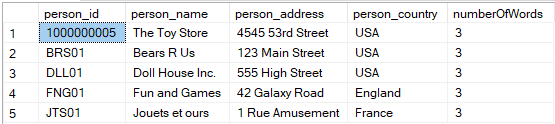 person_id person_name person_address person_country numberOfWords
1 1000000005 The Toy Store 4545 53rd Street USA 3
2 BRS01 Bears R Us 123 Main Street USA 3
3 DLL01 Doll House Inc. 555 High Street USA 3
4 FNG01 Fun and Games 42 Galaxy Road England 3
5 JTS01 Jouets et ours 1 Rue Amusement France 3